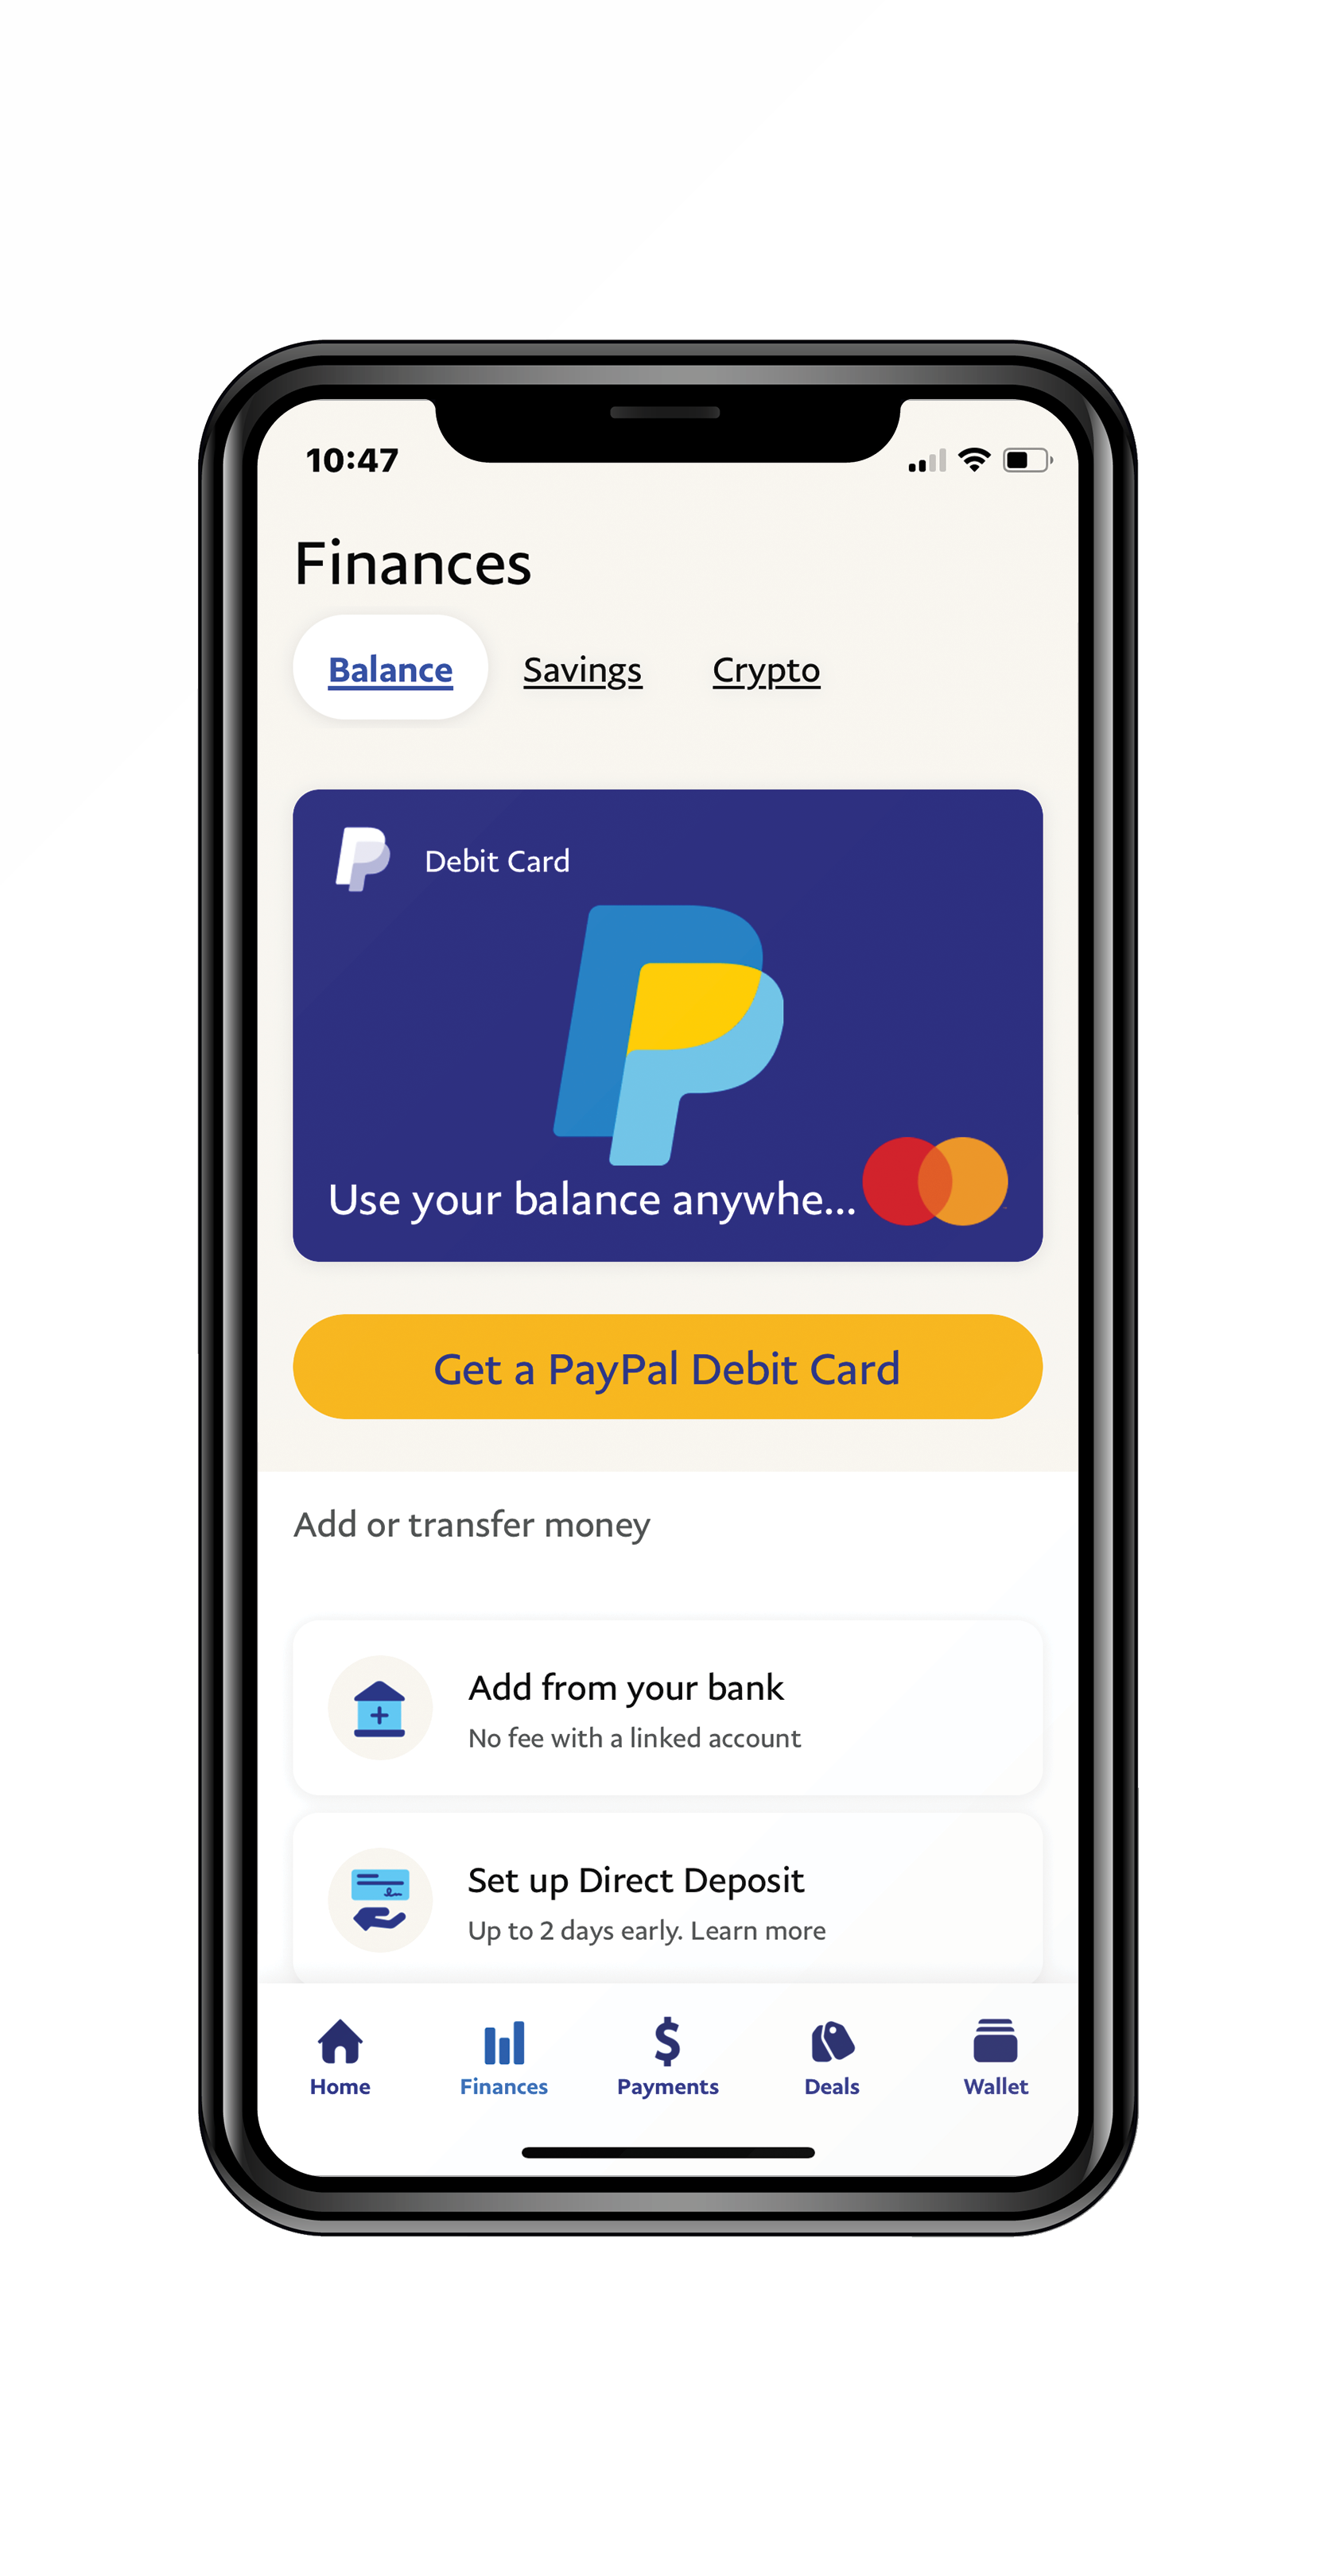 10:47
Finances
Balance Savings Crypto
Debit Card
Use your balance anywhe...
Get a PayPal Debit Card
Add or transfer money
Add from your bank
No fee with a linked account
Set up Direct Deposit
Up to 2 days early. Learn more
Home Finances Payments Deals Wallet